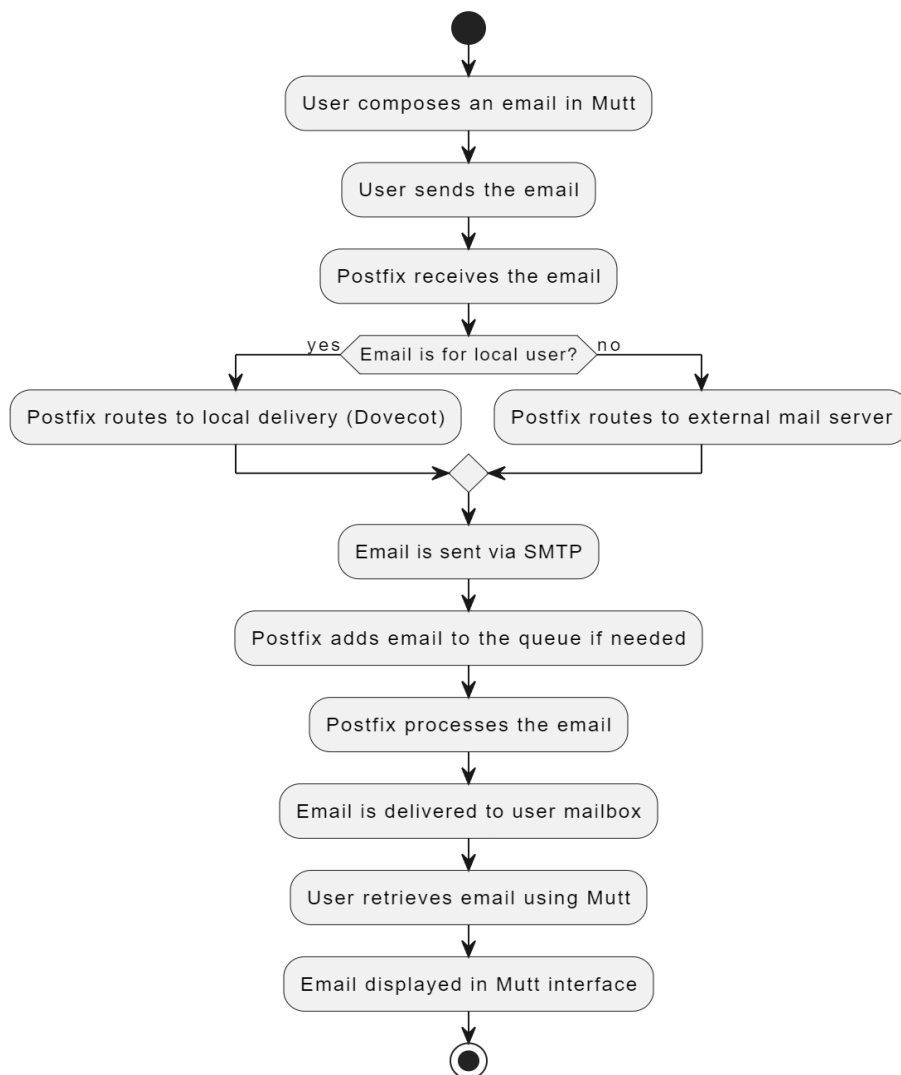 User composes an email in Mutt
User sends the email
Postfix receives the email
yes
Email is for local user?
no
Postfix routes to local delivery (Dovecot)
Postfix routes to external mail server
Email is sent via SMTP
Postfix adds email to the queue if needed
Postfix processes the email
Email is delivered to user mailbox
User retrieves email using Mutt
Email displayed in Mutt interface